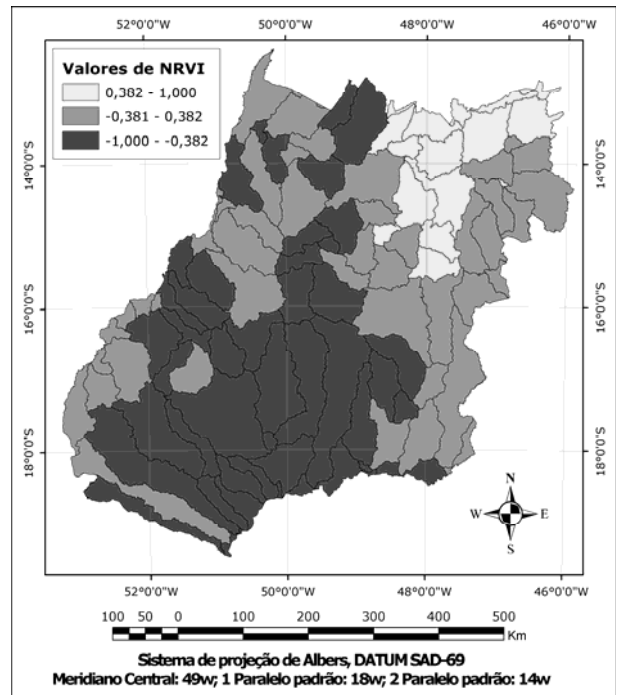 52°0'0"W 50°0'0"W 48°0'0"W 46°0'0"W
Valores de NRVI
0,382 - 1,000
-0,381 - 0,382
-1,000 - -0,382
14°0'0"S 14°0'0"S
16°0'0"S 16°0'0"S
18°0'0"S 18°0'0"S
N
W E
S
52°0'0"W 50°0'0"W 48°0'0"W 46°0'0"W
100 50 0 100 200 300 400 500
Km
Sistema de projeção de Albers, DATUM SAD-69
Meridiano Central: 49w; 1 Paralelo padrão: 18w; 2 Paralelo padrão: 14w